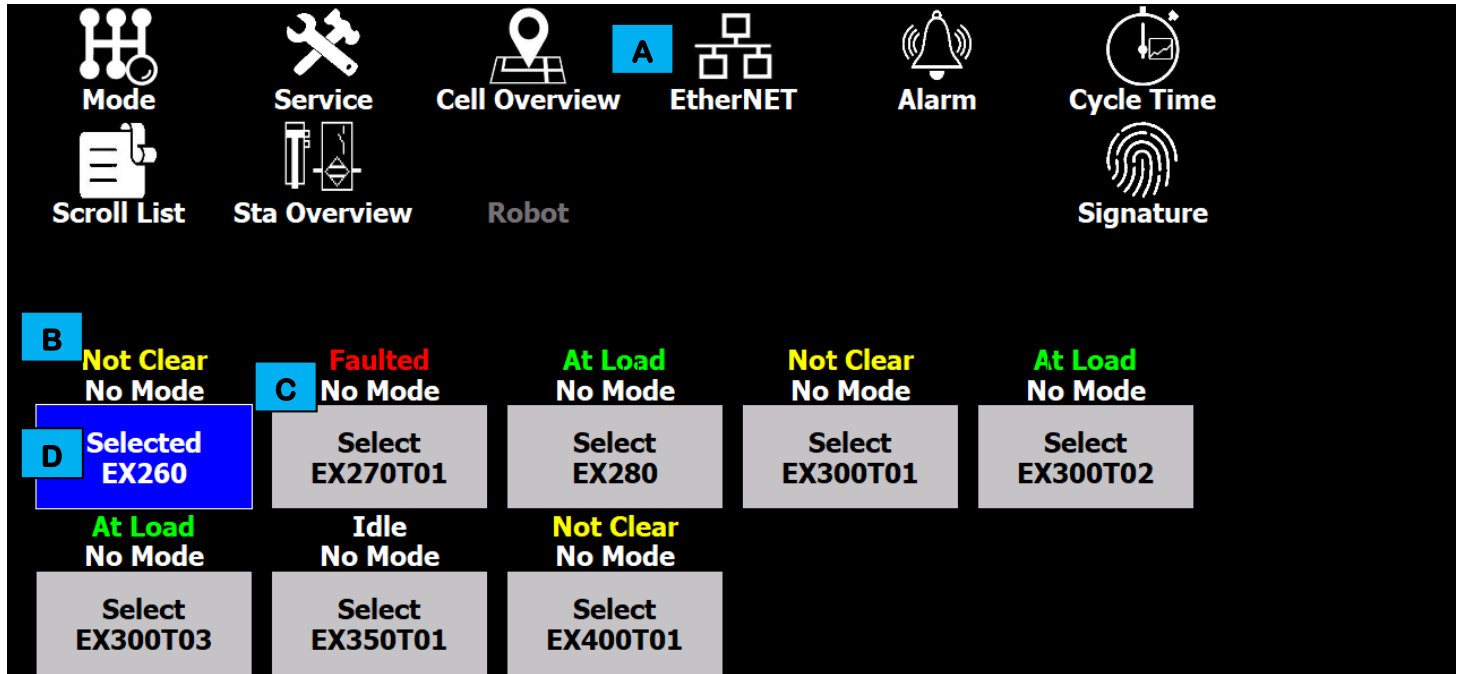 A
Mode Service Cell Overview EtherNET Alarm Cycle Time
Scroll List Sta Overview Robot Signature
B
Not Clear Faulted At Load Not Clear At Load
C
No Mode No Mode No Mode No Mode No Mode
D
Selected Select Select Select Select
EX260 EX270T01 EX280 EX300T01 EX300T02
At Load Idle Not Clear
No Mode No Mode No Mode
Select Select Select
EX300T03 EX350T01 EX400T01